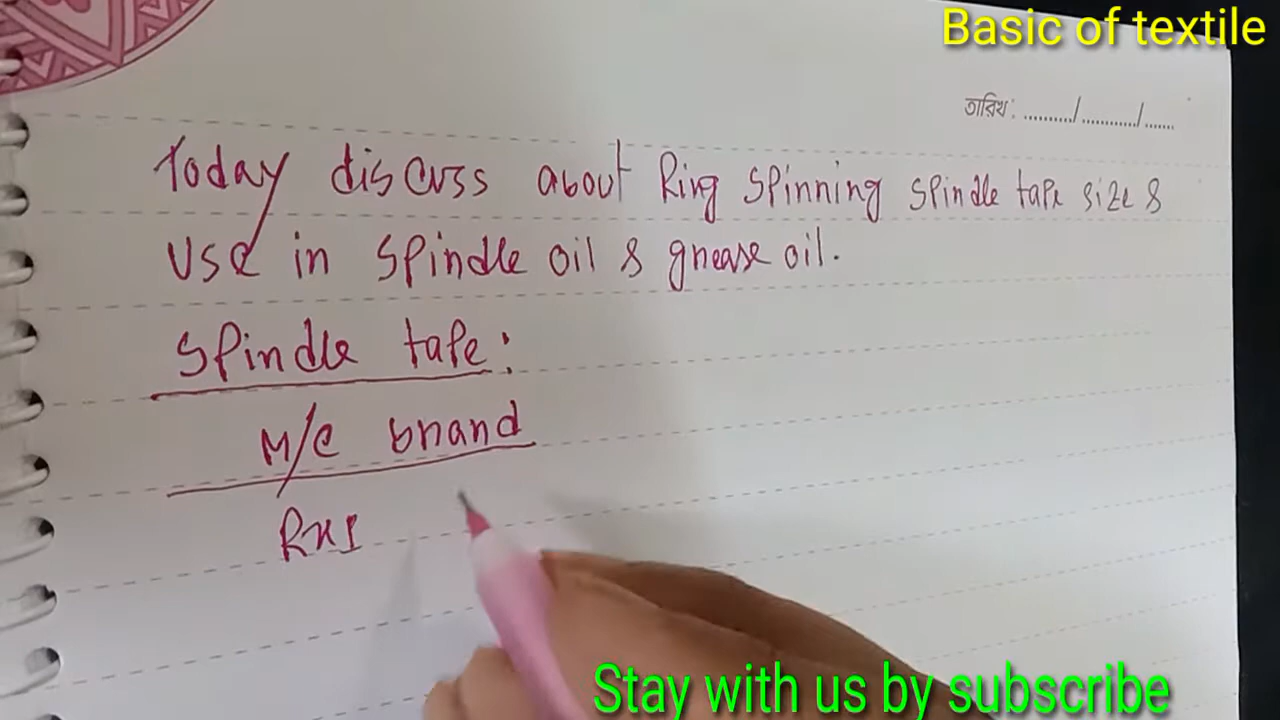 Basic of textile
তারিখ: ........../.........../.......
Today discuss about Ring Spinning Spindle tape size &
use in Spindle oil & grease oil.
Spindle tape:
M/C brand
RXI
Stay with us by subscribe